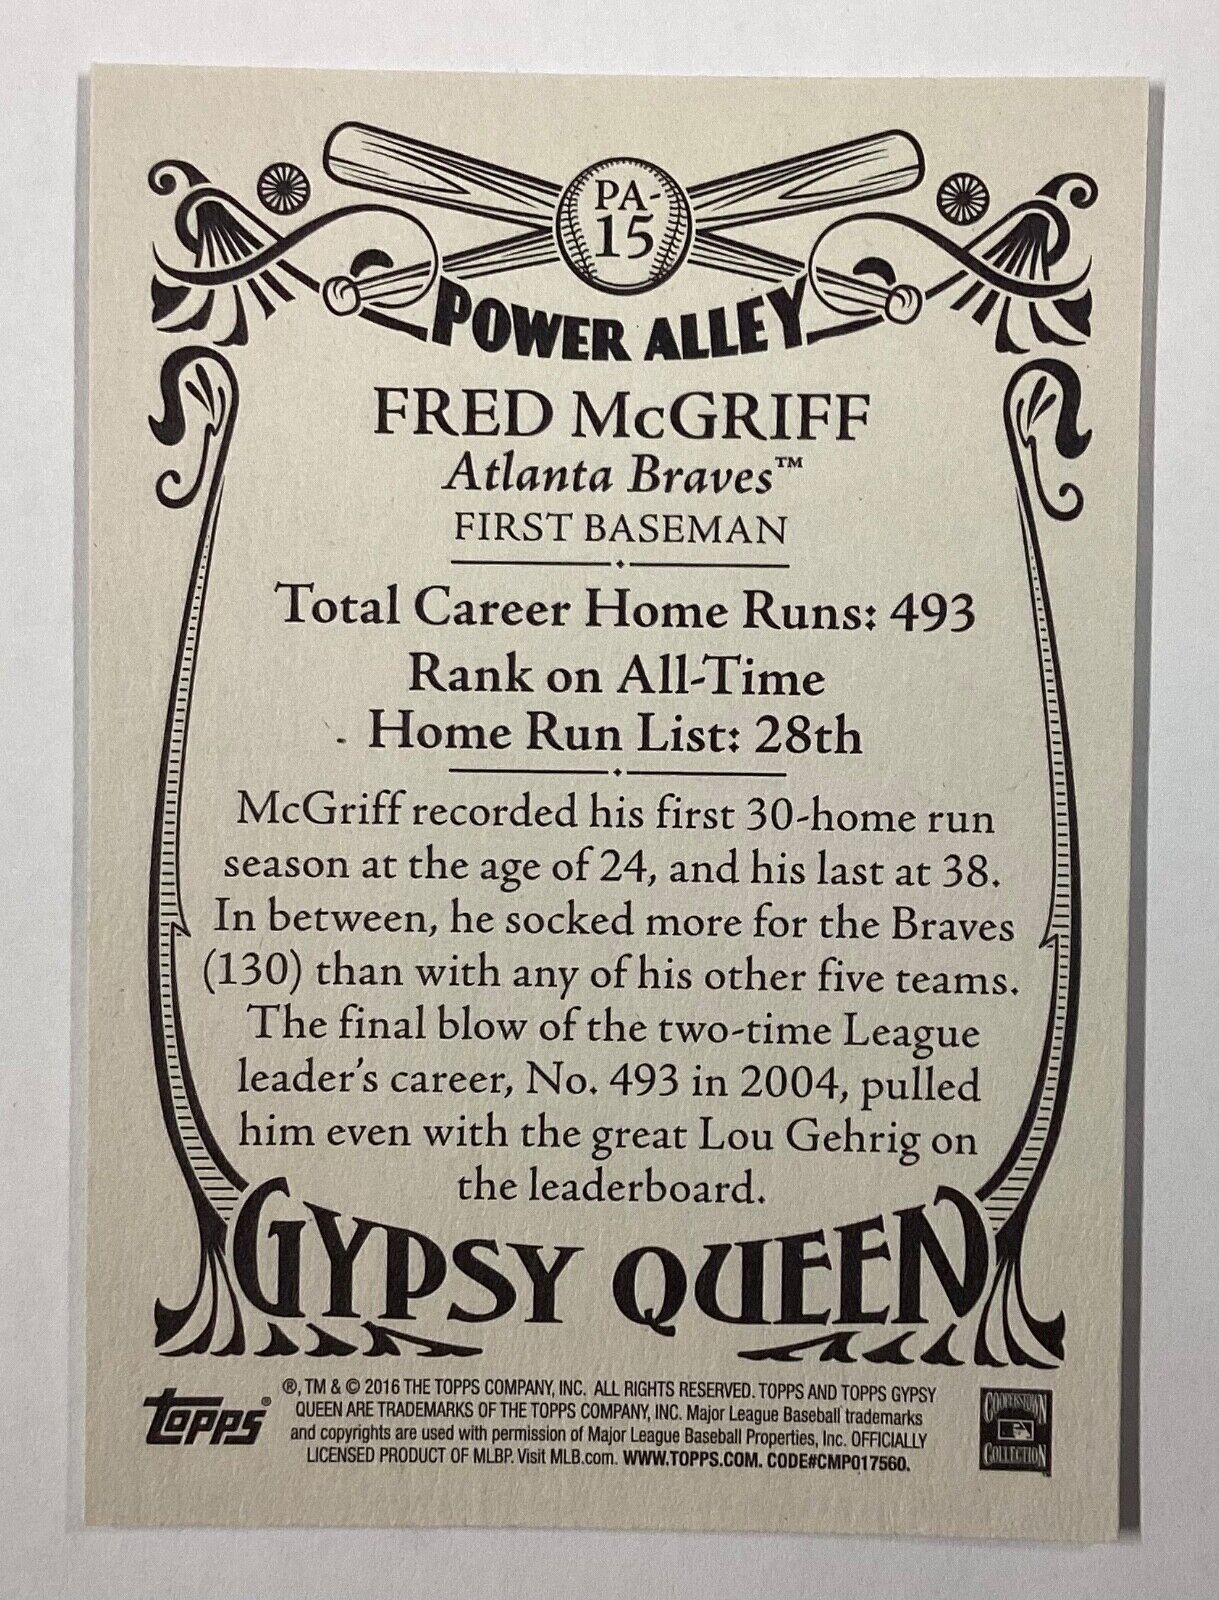 PA-
15
POWER ALLEY
FRED McGRIFF
Atlanta Braves™
FIRST BASEMAN
Total Career Home Runs: 493
Rank on All-Time
Home Run List: 28th
McGriff recorded his first 30-home run
season at the age of 24, and his last at 38.
In between, he socked more for the Braves
(130) than with any of his other five teams.
The final blow of the two-time League
leader's career, No. 493 in 2004, pulled
him even with the great Lou Gehrig on
the leaderboard.
GYPSY QUEEN
®, TM & © 2016 THE TOPPS COMPANY, INC. ALL RIGHTS RESERVED. TOPPS AND TOPPS GYPSY
QUEEN ARE TRADEMARKS OF THE TOPPS COMPANY, INC. Major League Baseball trademarks
and copyrights are used with permission of Major League Baseball Properties, Inc. OFFICIALLY
LICENSED PRODUCT OF MLBP. Visit MLB.com. WWW.TOPPS.COM. CODE#CMP017560.
TOPPS®
COOPERSTOWN
COLLECTION